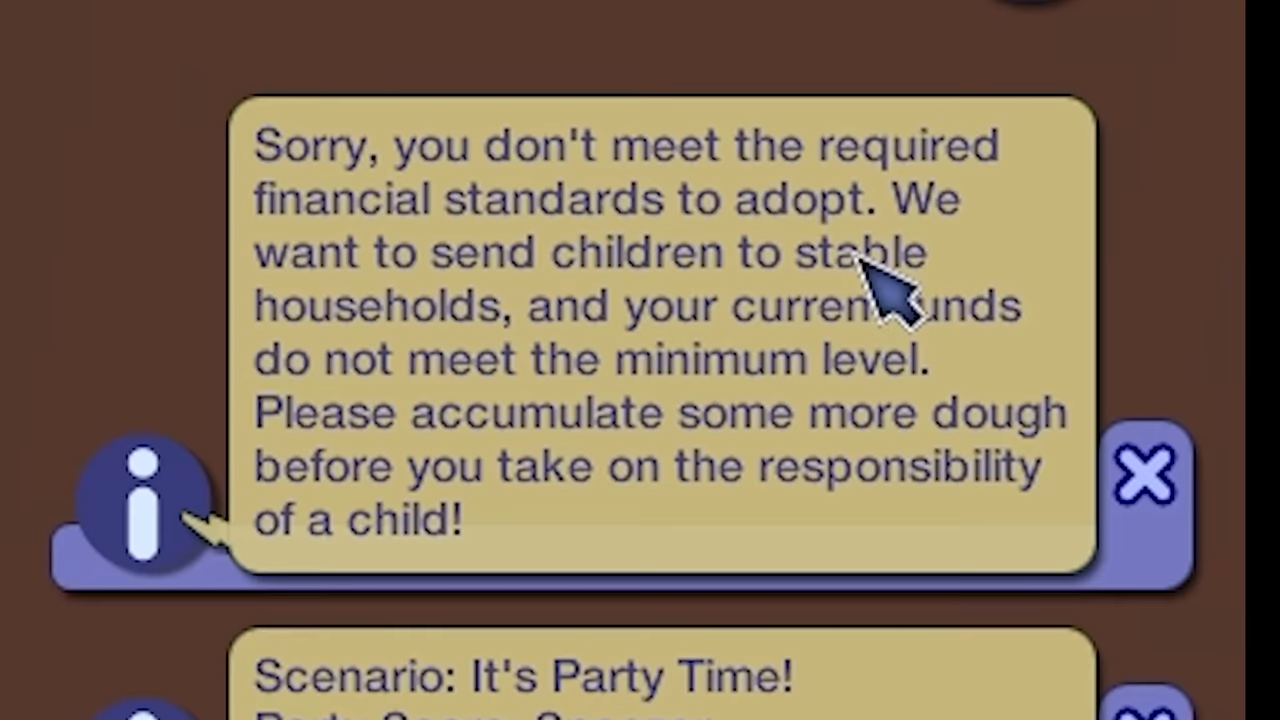 Sorry, you don't meet the required
financial standards to adopt. We
want to send children to stable
households, and your current funds
do not meet the minimum level.
Please accumulate some more dough
before you take on the responsibility
of a child!
Scenario: It's Party Time!
Party Score: